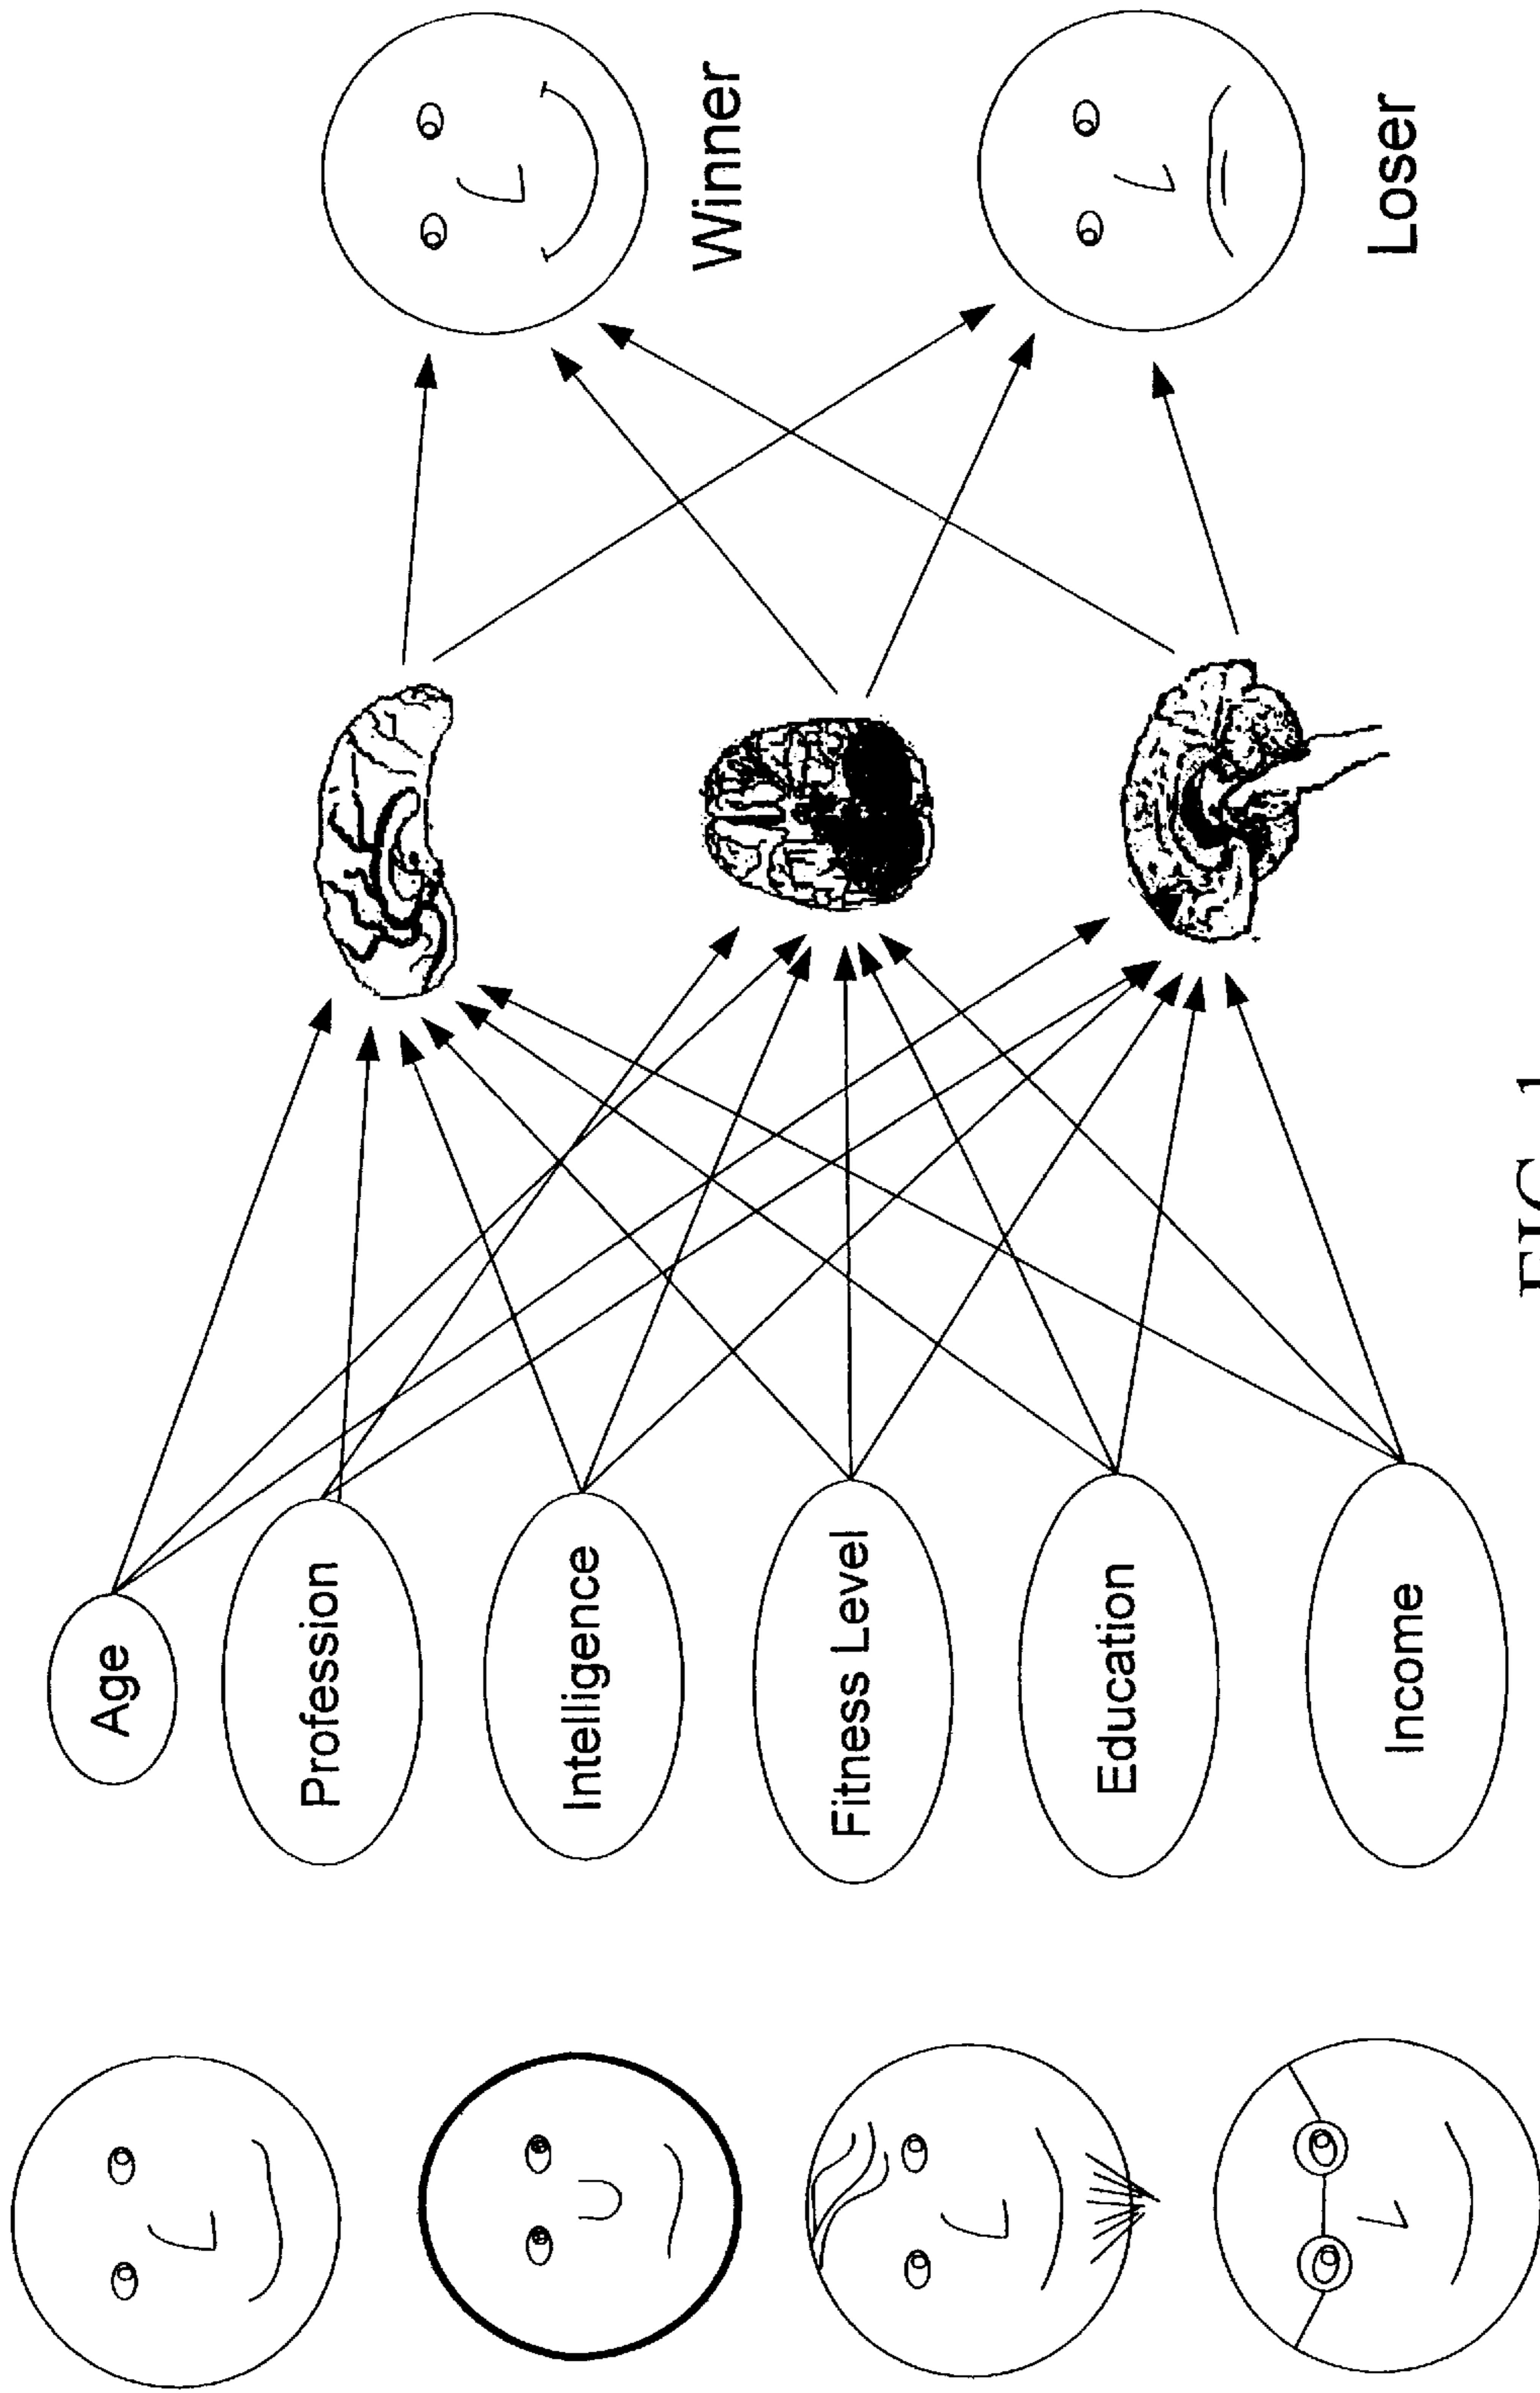 Age
Profession
Intelligence
Fitness Level
Education
Income
Winner
Loser
FIG. 1